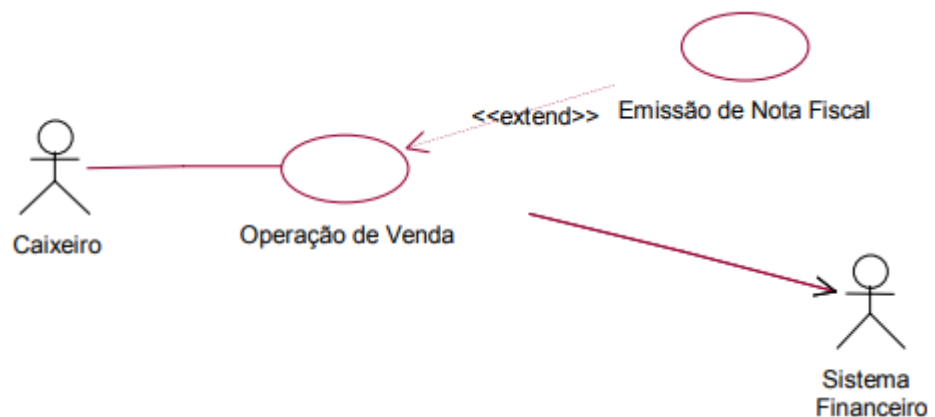 <<extend>>
Emissão de Nota Fiscal
Caixeiro
Operação de Venda
Sistema
Financeiro